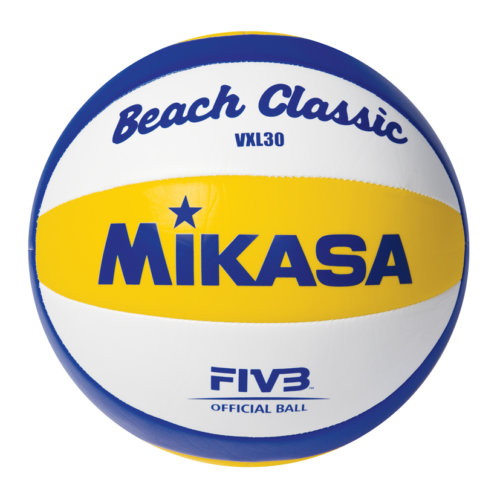 Beach Classic
VXL30
MIKASA
FIVB
OFFICIAL BALL